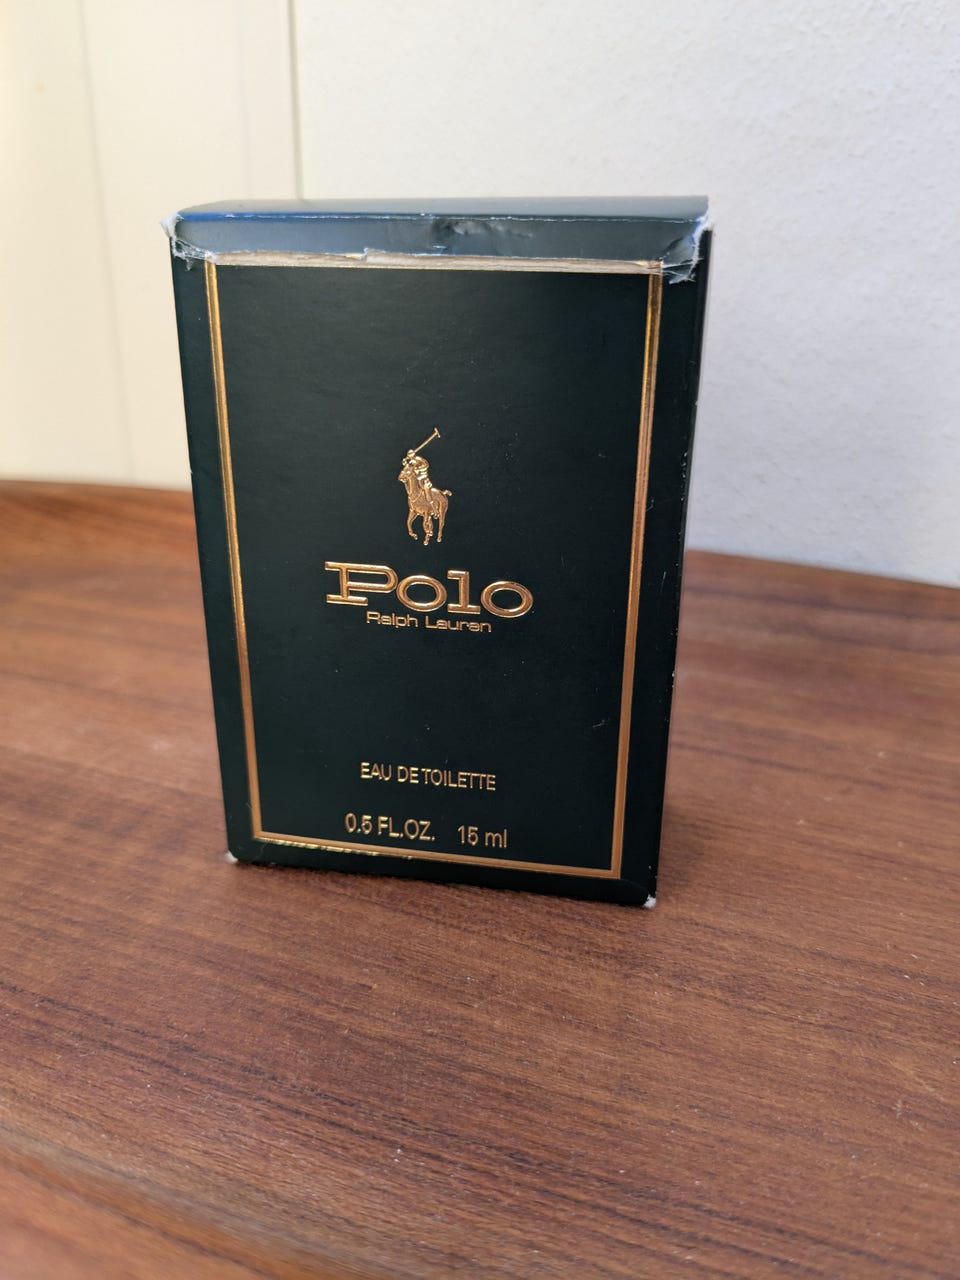 Polo
Ralph Lauren
EAU DE TOILETTE
0.5 FL.OZ. 15 ml